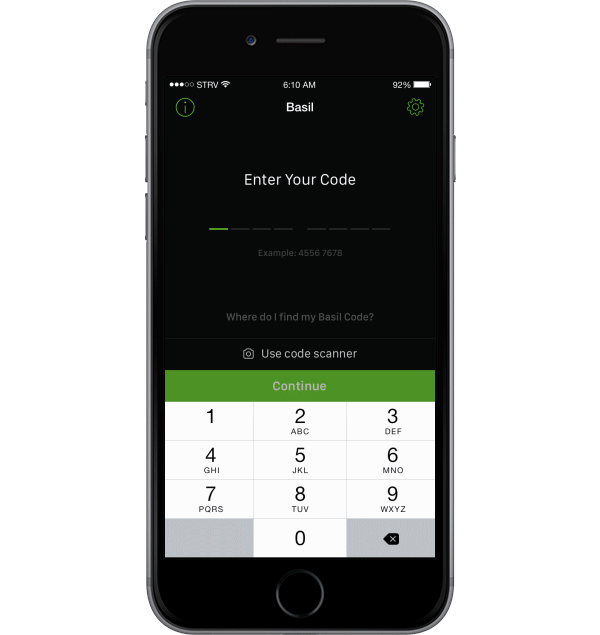 STRV 6:10 AM 92%
Basil
Enter Your Code
Example: 4556 7678
Where do I find my Basil Code?
Use code scanner
Continue
1 2 3
ABC DEF
4 5 6
GHI JKL MNO
7 8 9
PQRS TUV WXYZ
0